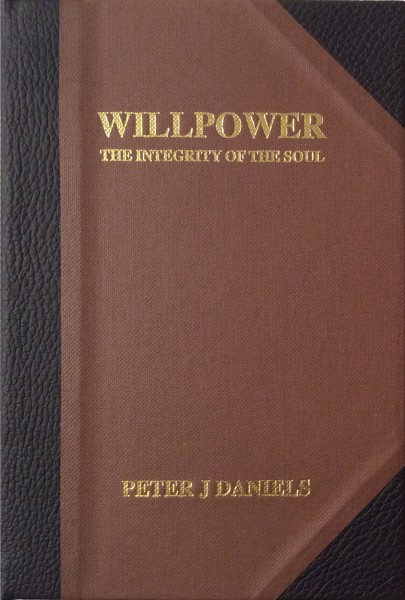 WILLPOWER
THE INTEGRITY OF THE SOUL
PETER J DANIELS